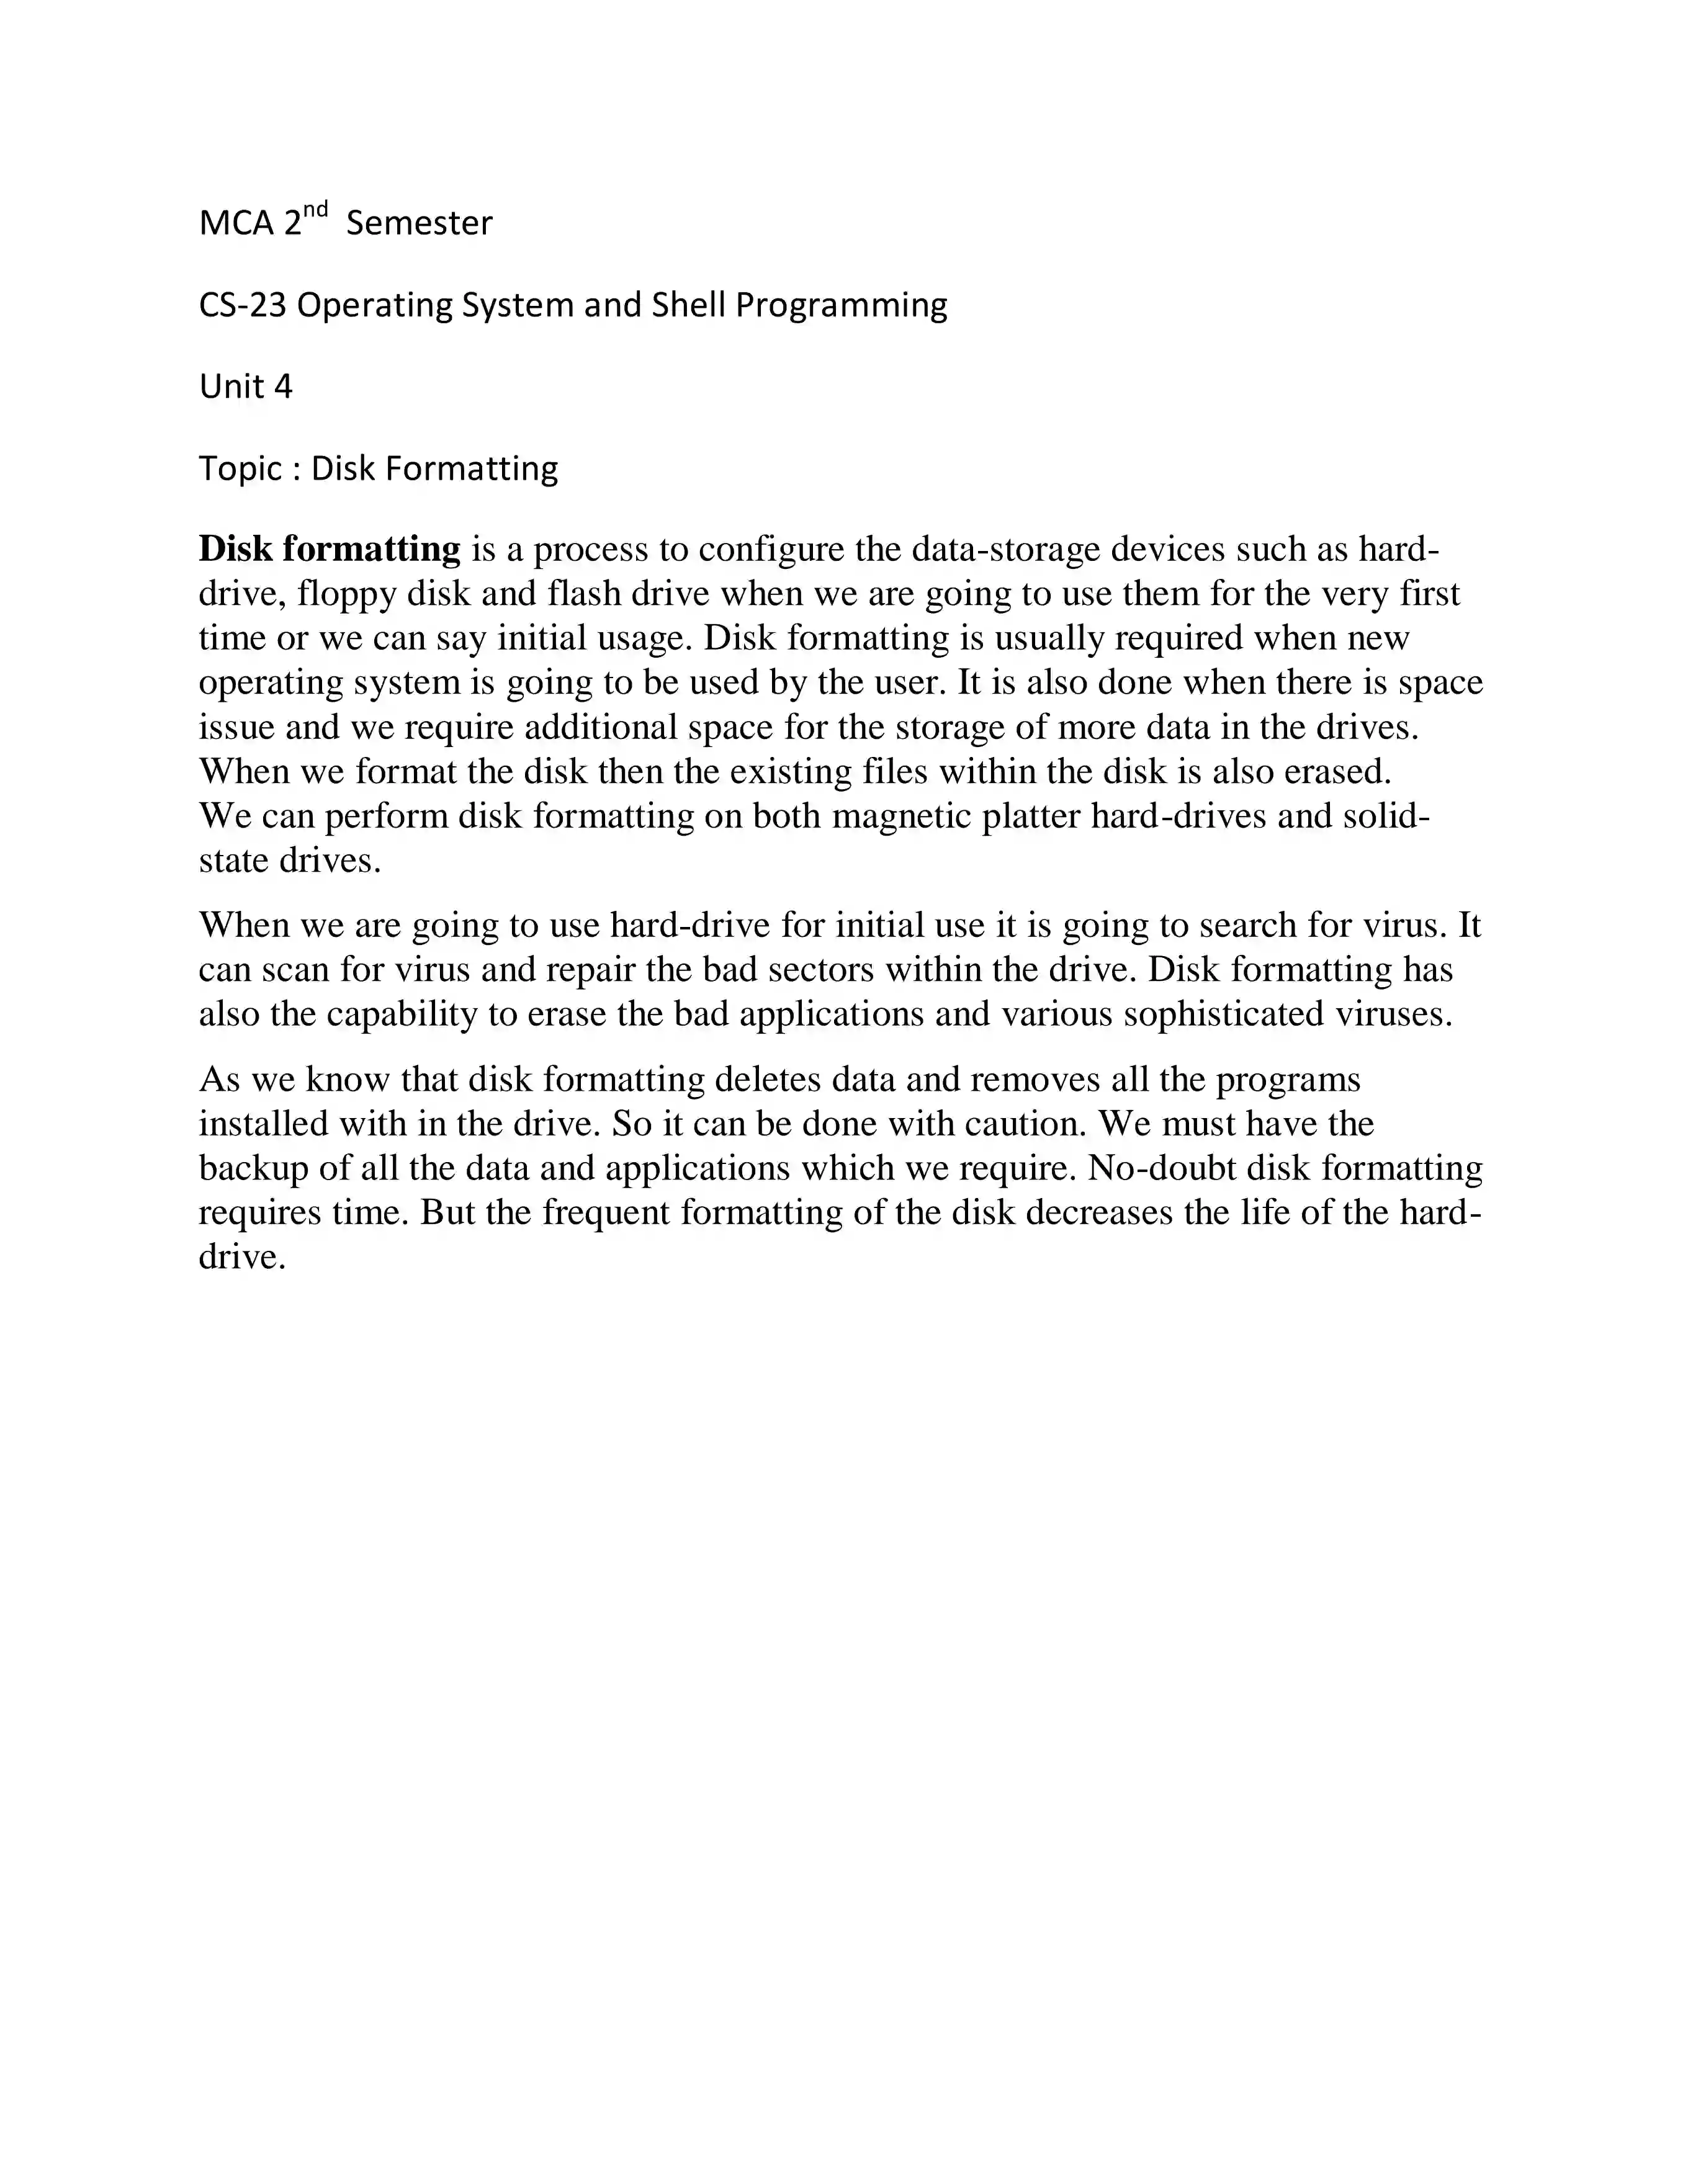 MCA 2nd Semester
CS-23 Operating System and Shell Programming
Unit 4
Topic : Disk Formatting
Disk formatting is a process to configure the data-storage devices such as hard-
drive, floppy disk and flash drive when we are going to use them for the very first
time or we can say initial usage. Disk formatting is usually required when new
operating system is going to be used by the user. It is also done when there is space
issue and we require additional space for the storage of more data in the drives.
When we format the disk then the existing files within the disk is also erased.
We can perform disk formatting on both magnetic platter hard-drives and solid-
state drives.
When we are going to use hard-drive for initial use it is going to search for virus. It
can scan for virus and repair the bad sectors within the drive. Disk formatting has
also the capability to erase the bad applications and various sophisticated viruses.
As we know that disk formatting deletes data and removes all the programs
installed with in the drive. So it can be done with caution. We must have the
backup of all the data and applications which we require. No-doubt disk formatting
requires time. But the frequent formatting of the disk decreases the life of the hard-
drive.